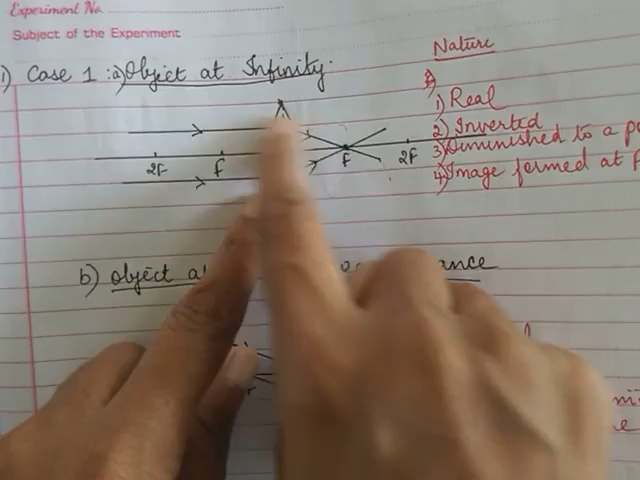 Experiment No.
Subject of the Experiment
1) Case 1 : a) Object at Infinity.
Nature
1) Real
2) Inverted
3) Diminished to a
4) Image formed at F
2F
F
F
2F
b) Object